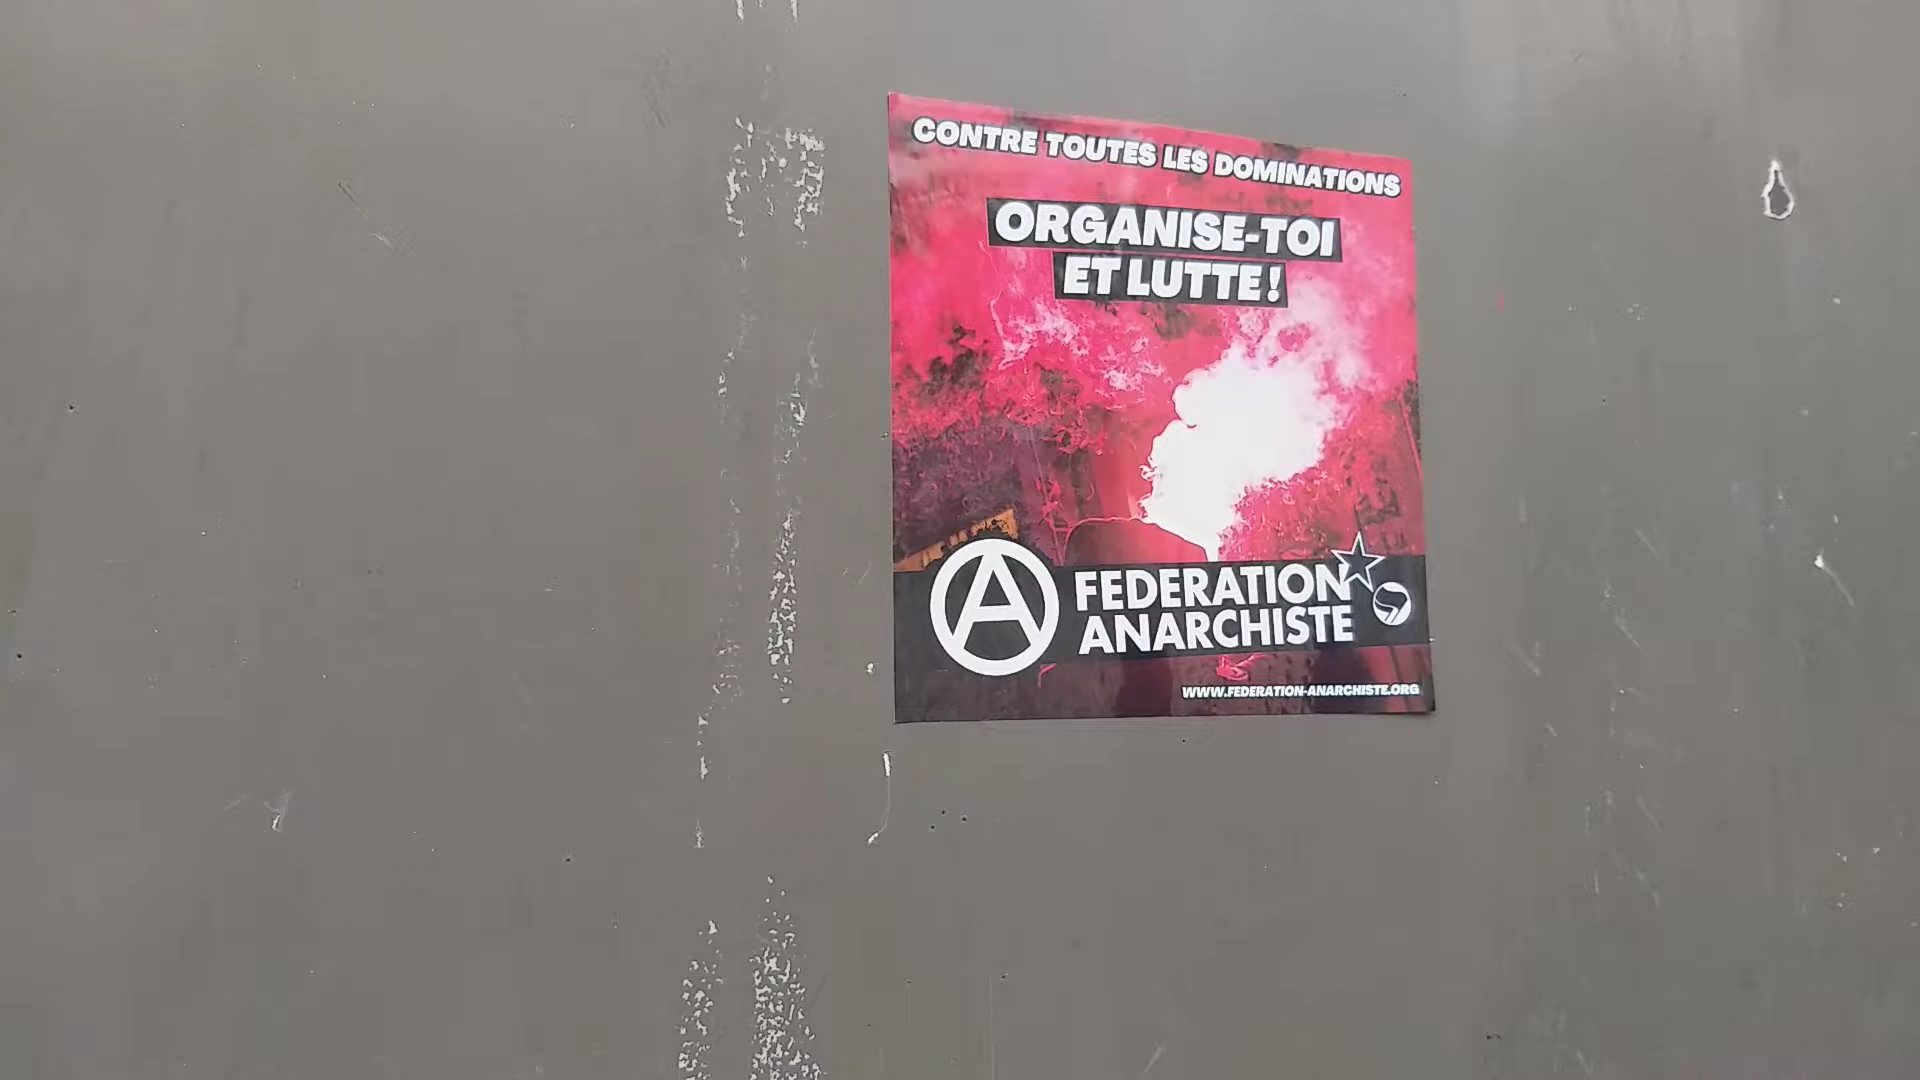 CONTRE TOUTES LES DOMINATIONS
ORGANISE-TOI
ET LUTTE !
FEDERATION
ANARCHISTE
WWW.FEDERATION-ANARCHISTE.ORG